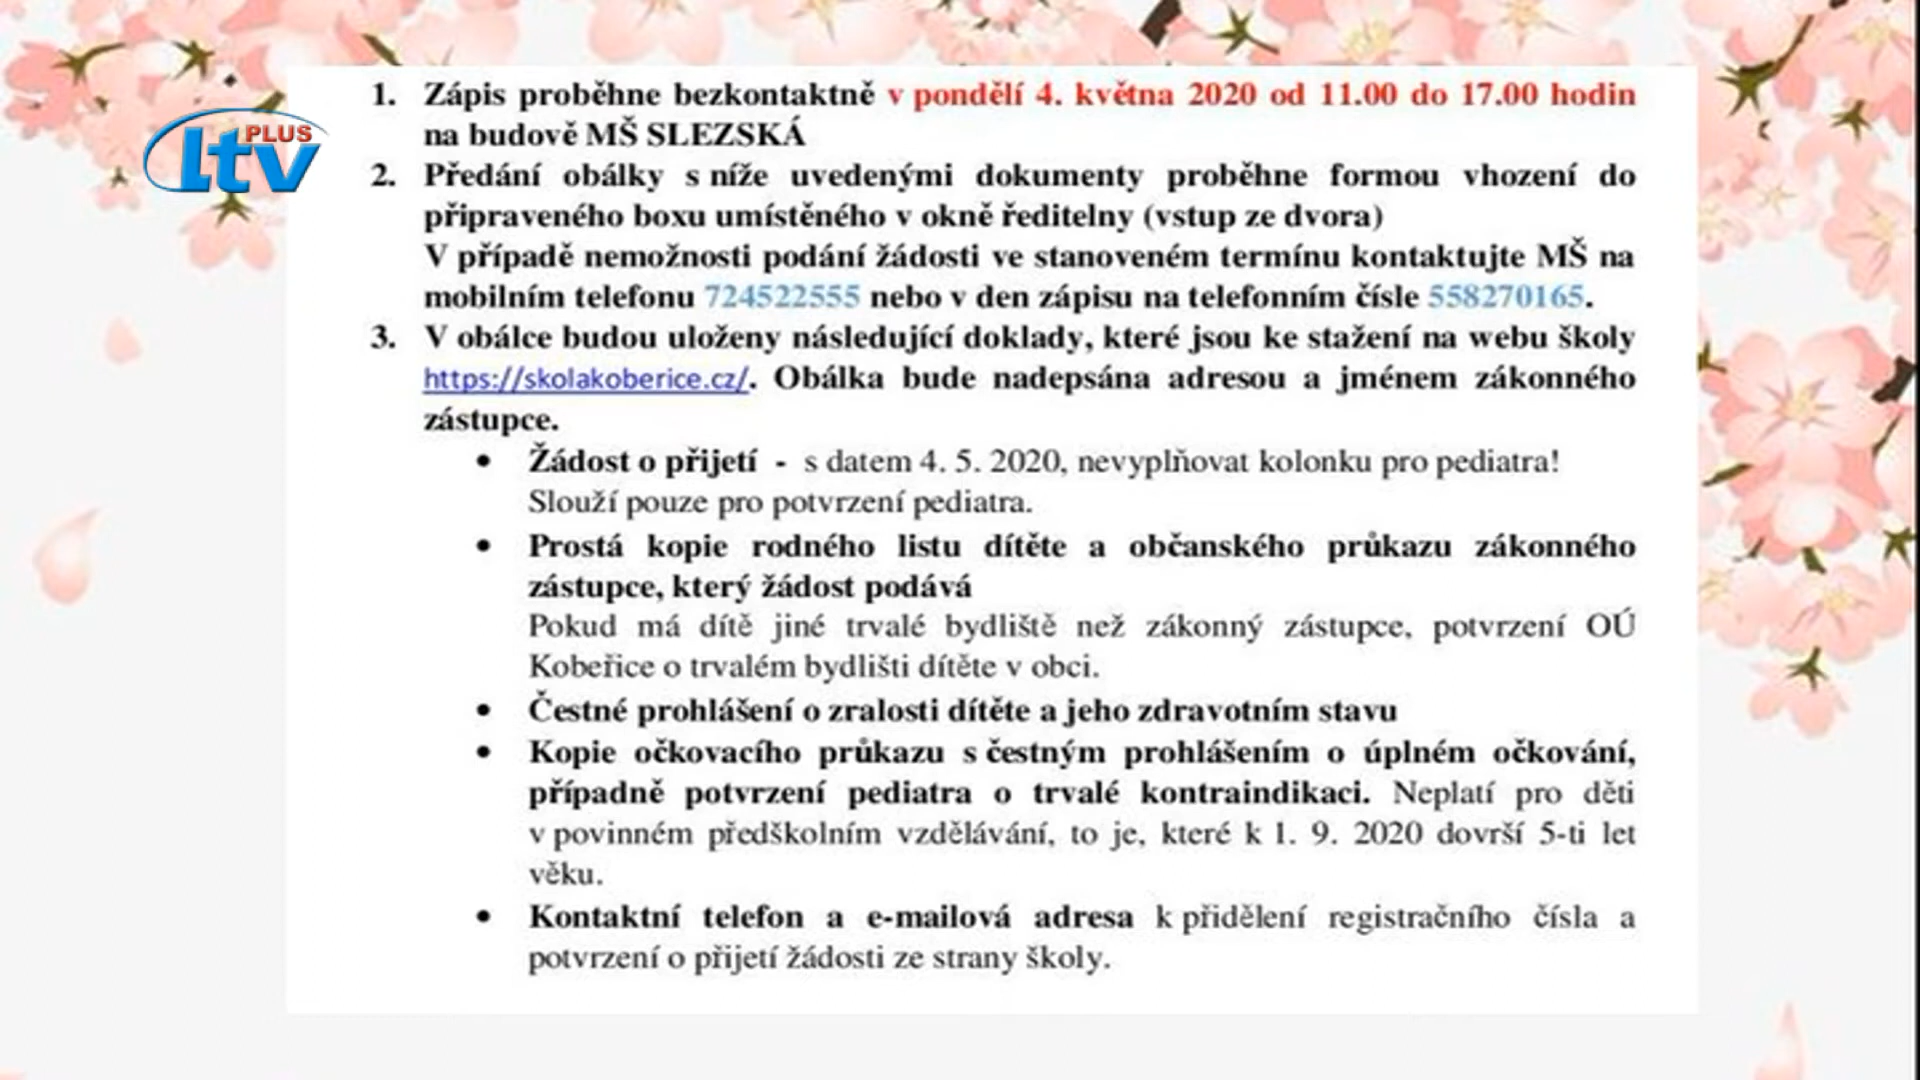 1. Zápis proběhne bezkontaktně v pondělí 4. května 2020 od 11.00 do 17.00 hodin
na budově MŠ SLEZSKÁ
ltv PLUS
2. Předání obálky s níže uvedenými dokumenty proběhne formou vhození do
připraveného boxu umístěného v okně ředitelny (vstup ze dvora)
V případě nemožnosti podání žádosti ve stanoveném termínu kontaktujte MŠ na
mobilním telefonu 724522555 nebo v den zápisu na telefonním čísle 558270165.
3. V obálce budou uloženy následující doklady, které jsou ke stažení na webu školy
https://skolakoberice.cz/. Obálka bude nadepsána adresou a jménem zákonného
zástupce.
• Žádost o přijetí - s datem 4. 5. 2020, nevyplňovat kolonku pro pediatra!
Slouží pouze pro potvrzení pediatra.
• Prostá kopie rodného listu dítěte a občanského průkazu zákonného
zástupce, který žádost podává
Pokud má dítě jiné trvalé bydliště než zákonný zástupce, potvrzení OÚ
Kobeřice o trvalém bydlišti dítěte v obci.
• Čestné prohlášení o zralosti dítěte a jeho zdravotním stavu
• Kopie očkovacího průkazu s čestným prohlášením o úplném očkování,
případně potvrzení pediatra o trvalé kontraindikaci. Neplatí pro děti
v povinném předškolním vzdělávání, to je, které k 1. 9. 2020 dovrší 5-ti let
věku.
• Kontaktní telefon a e-mailová adresa k přidělení registračního čísla a
potvrzení o přijetí žádosti ze strany školy.